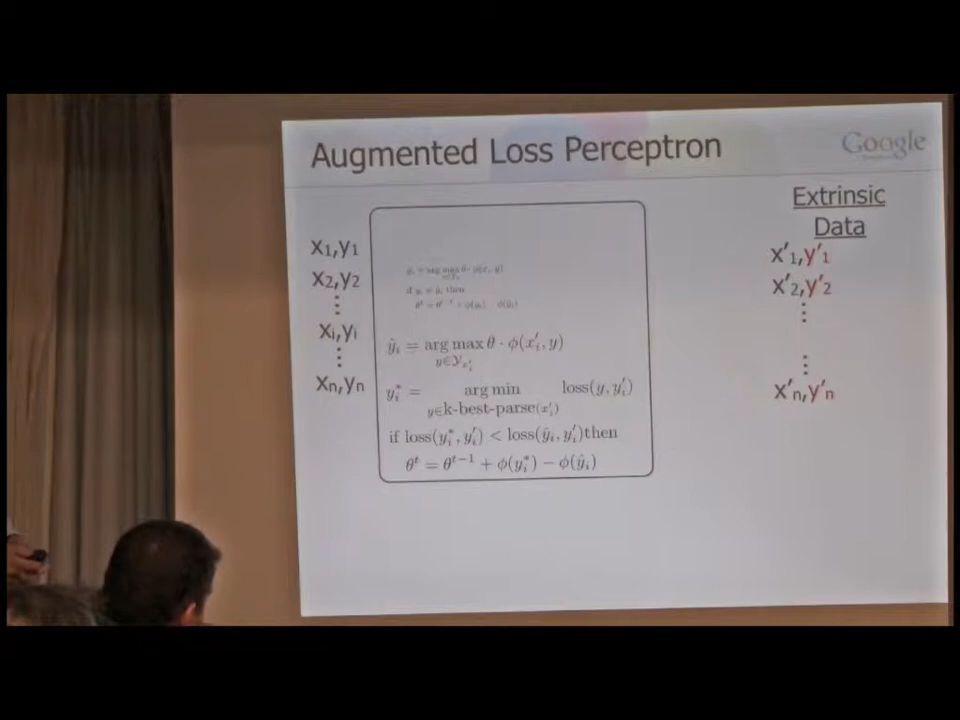 Augmented Loss Perceptron
Google
Extrinsic
Data
x₁,y₁
x₂,y₂
⋮
xᵢ,yᵢ
⋮
xₙ,yₙ
then
ŷᵢ = arg max θ · φ(x′ᵢ, y)
y∈𝒴ₓ′ᵢ
y*ᵢ = arg min loss(y, y′ᵢ)
y∈k-best-parse(x′ᵢ)
if loss(y*ᵢ, y′ᵢ) < loss(ŷᵢ, y′ᵢ)then
θᵗ = θᵗ⁻¹ + φ(y*ᵢ) − φ(ŷᵢ)
x′₁,y′₁
x′₂,y′₂
⋮
⋮
x′ₙ,y′ₙ